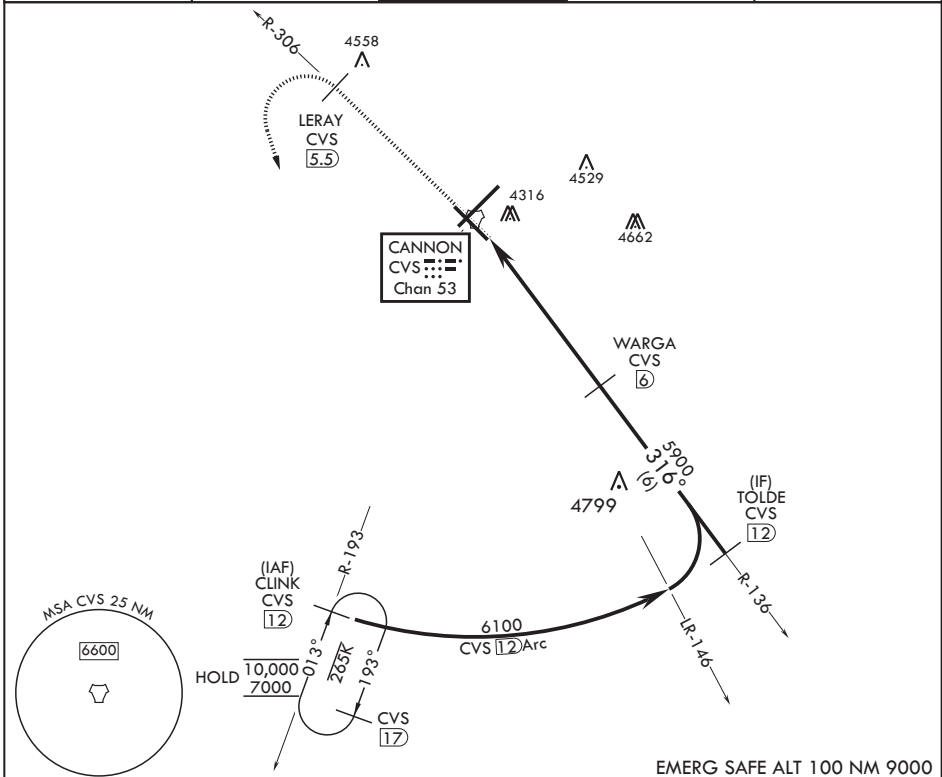 R-306
4558
LERAY
CVS
5.5
4529
4316
4662
CANNON
CVS
Chan 53
WARGA
CVS
6
5900
316°
(6)
4799
(IF)
TOLDE
CVS
12
R-136
R-193
(IAF)
CLINK
CVS
12
6100
CVS 12 Arc
LR-146
MSA CVS 25 NM
6600
HOLD
10,000
7000
013°
265K
193°
CVS
17
EMERG SAFE ALT 100 NM 9000